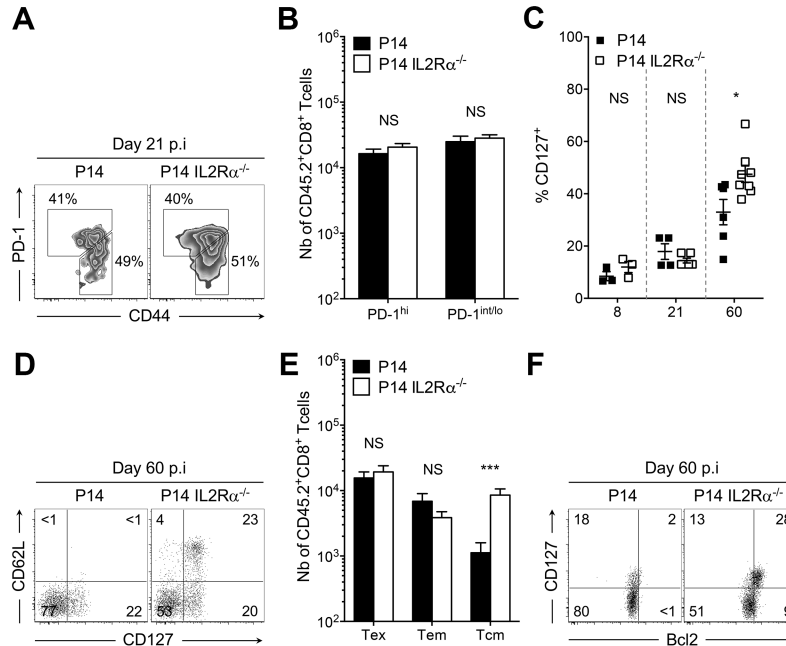 A
Day 21 p.i
P14
P14 IL2Rα-/-
41%
49%
40%
51%
PD-1
CD44
B
P14
P14 IL2Rα-/-
Nb of CD45.2+CD8+ Tcells
10^6
10^5
10^4
10^3
10^2
NS
NS
PD-1hi
PD-1int/lo
C
P14
P14 IL2Rα-/-
% CD127+
100
80
60
40
20
0
NS
NS
*
8
21
60
D
Day 60 p.i
P14
P14 IL2Rα-/-
<1
<1
77
22
4
23
53
20
CD62L
CD127
E
P14
P14 IL2Rα-/-
Nb of CD45.2+CD8+ Tcells
10^6
10^5
10^4
10^3
10^2
NS
NS
***
Tex
Tem
Tcm
F
Day 60 p.i
P14
P14 IL2Rα-/-
18
2
80
<1
13
28
51
9
CD127
Bcl2